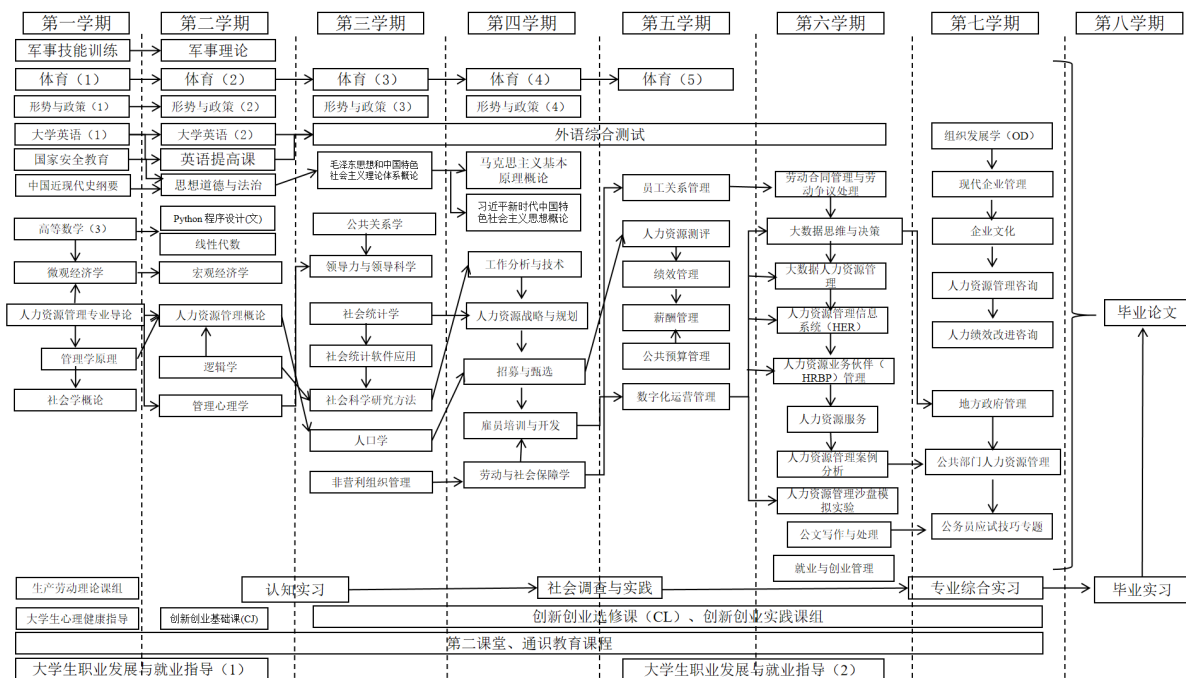 第一学期
第二学期
第三学期
第四学期
第五学期
第六学期
第七学期
第八学期
军事技能训练
军事理论
体育（1）
体育（2）
体育（3）
体育（4）
体育（5）
形势与政策（1）
形势与政策（2）
形势与政策（3）
形势与政策（4）
大学英语（1）
大学英语（2）
外语综合测试
组织发展学（OD）
国家安全教育
英语提高课
毛泽东思想和中国特色
社会主义理论体系概论
马克思主义基本
原理概论
中国近现代史纲要
思想道德与法治
员工关系管理
劳动合同管理与劳
动争议处理
现代企业管理
习近平新时代中国特
色社会主义思想概论
高等数学（3）
Python 程序设计(文)
公共关系学
人力资源测评
大数据思维与决策
企业文化
线性代数
微观经济学
宏观经济学
领导力与领导科学
工作分析与技术
绩效管理
大数据人力资源管
理
人力资源管理咨询
人力资源管理专业导论
人力资源管理概论
社会统计学
人力资源战略与规划
薪酬管理
人力资源管理信息
系统（HER）
人力绩效改进咨询
毕业论文
管理学原理
逻辑学
社会统计软件应用
招募与甄选
公共预算管理
人力资源业务伙伴（
HRBP）管理
社会学概论
管理心理学
社会科学研究方法
数字化运营管理
地方政府管理
人口学
雇员培训与开发
人力资源服务
非营利组织管理
劳动与社会保障学
人力资源管理案例
分析
公共部门人力资源管理
人力资源管理沙盘模
拟实验
公文写作与处理
公务员应试技巧专题
就业与创业管理
生产劳动理论课组
认知实习
社会调查与实践
专业综合实习
毕业实习
大学生心理健康指导
创新创业基础课(CJ)
创新创业选修课（CL）、创新创业实践课组
第二课堂、通识教育课程
大学生职业发展与就业指导（1）
大学生职业发展与就业指导（2）